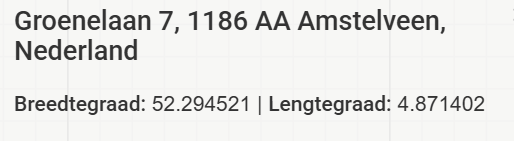 Groenelaan 7, 1186 AA Amstelveen,
Nederland
Breedtegraad: 52.294521 | Lengtegraad: 4.871402